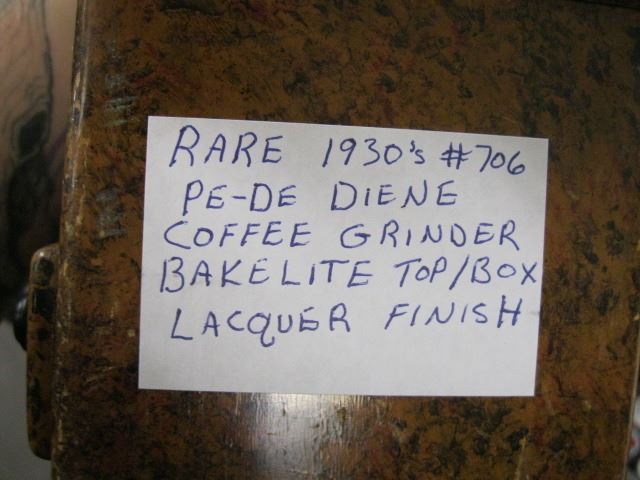 RARE 1930's #706
PE-DE DIENE
COFFEE GRINDER
BAKELITE TOP/BOX
LACQUER FINISH